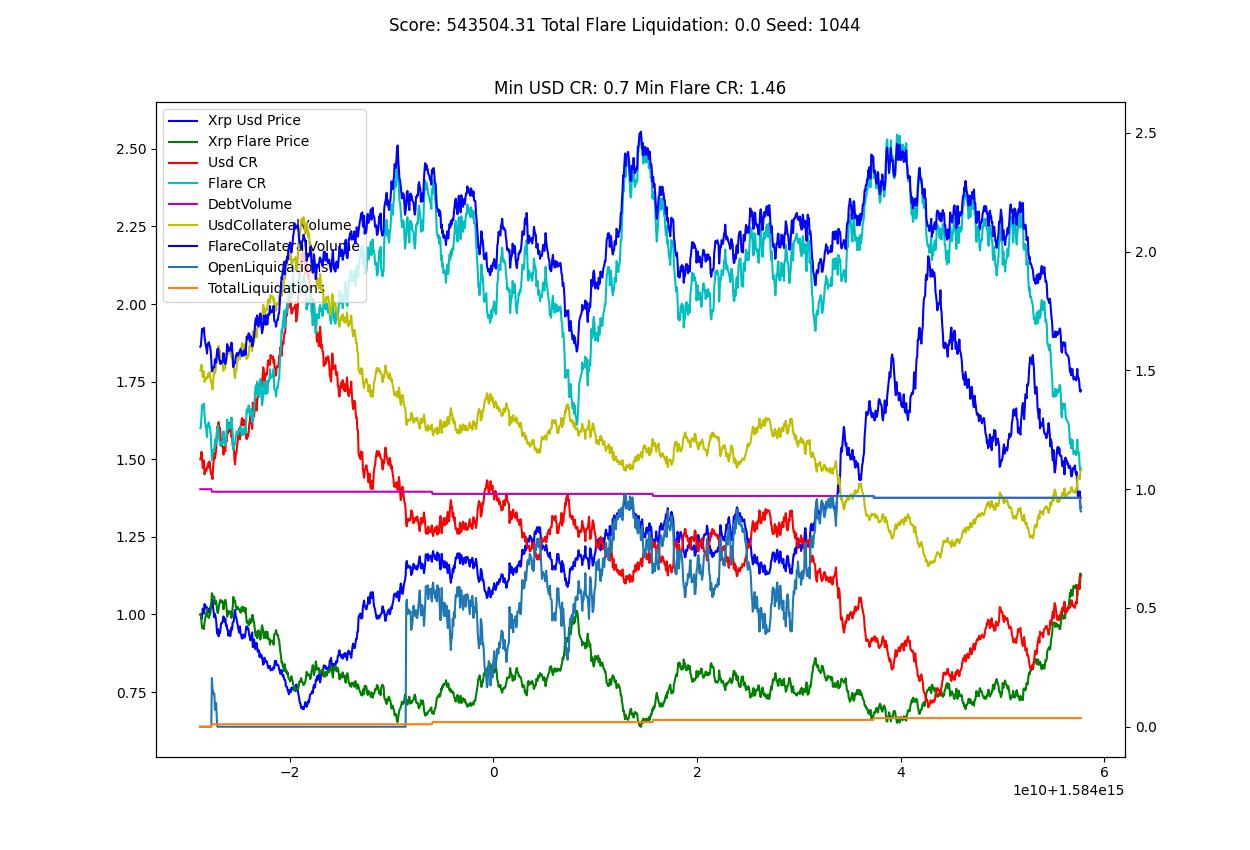 Score: 543504.31 Total Flare Liquidation: 0.0 Seed: 1044
Min USD CR: 0.7 Min Flare CR: 1.46
Xrp Usd Price
Xrp Flare Price
Usd CR
Flare CR
DebtVolume
UsdCollateralVolume
FlareCollateralVolume
OpenLiquidations
TotalLiquidations
2.50
2.25
2.00
1.75
1.50
1.25
1.00
0.75
2.5
2.0
1.5
1.0
0.5
0.0
−2
0
2
4
6
1e10+1.584e15